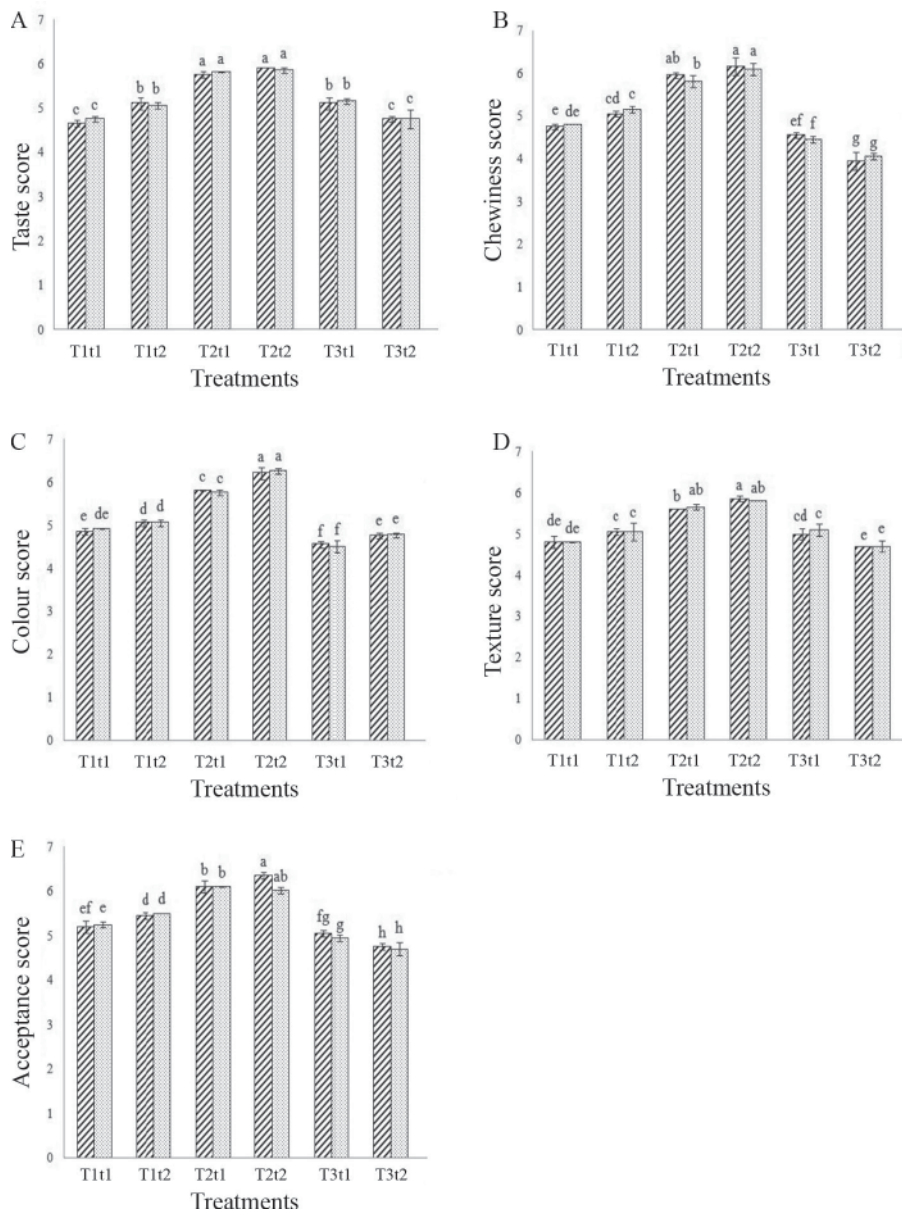 A
Taste score
7
6
5
4
3
2
1
0
c c b b a a a a b b c c
T1t1 T1t2 T2t1 T2t2 T3t1 T3t2
Treatments
B
Chewiness score
7
6
5
4
3
2
1
0
e de cd c ab b a a ef f g g
T1t1 T1t2 T2t1 T2t2 T3t1 T3t2
Treatments
C
Colour score
7
6
5
4
3
2
1
0
e de d d c c a a f f e e
T1t1 T1t2 T2t1 T2t2 T3t1 T3t2
Treatments
D
Texture score
7
6
5
4
3
2
1
0
de de c c b ab a ab cd c e e
T1t1 T1t2 T2t1 T2t2 T3t1 T3t2
Treatments
E
Acceptance score
7
6
5
4
3
2
1
0
ef e d d b b a ab fg g h h
T1t1 T1t2 T2t1 T2t2 T3t1 T3t2
Treatments